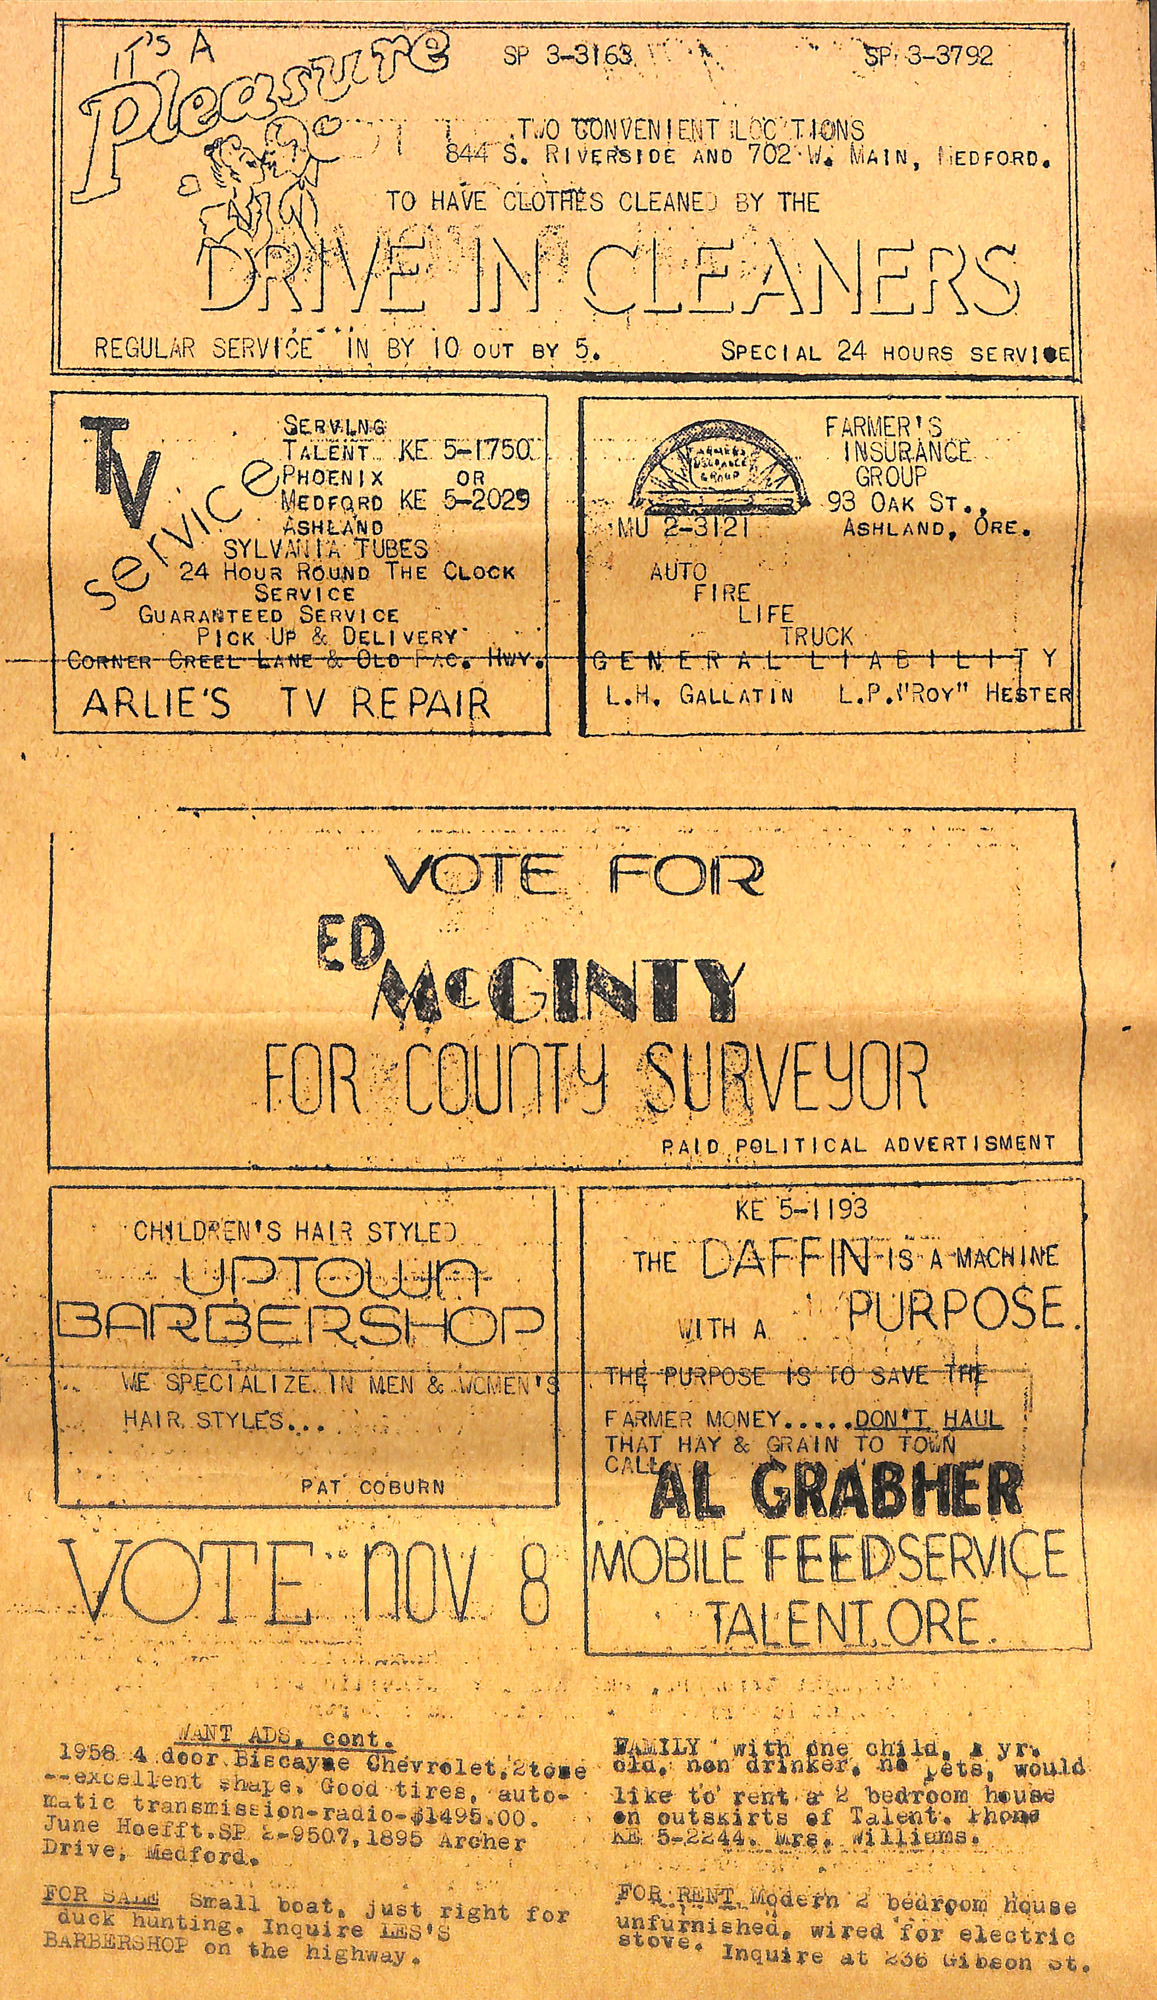 IT'S A
Pleasure
SP 3-3163 SP 3-3792
TWO CONVENIENT LOC TIONS
844 S. RIVERSIDE AND 702 W. MAIN, MEDFORD.
TO HAVE CLOTHES CLEANED BY THE
DRIVE IN CLEANERS
REGULAR SERVICE IN BY 10 OUT BY 5. SPECIAL 24 HOURS SERVICE
TV
service
SERVING
TALENT KE 5-1750
PHOENIX OR
MEDFORD KE 5-2029
ASHLAND
SYLVANIA TUBES
24 HOUR ROUND THE CLOCK
SERVICE
GUARANTEED SERVICE
PICK UP & DELIVERY
CORNER CREEL LANE & OLD PAC. HWY.
ARLIE'S TV REPAIR
FARMERS
INSURANCE
GROUP
FARMER'S
INSURANCE
GROUP
93 OAK ST.,
MU 2-3121 ASHLAND, ORE.
AUTO
FIRE
LIFE
TRUCK
GENERAL LIABILITY
L.H. GALLATIN L.P."ROY" HESTER
VOTE FOR
ED
McGINTY
FOR COUNTY SURVEYOR
PAID POLITICAL ADVERTISMENT
CHILDREN'S HAIR STYLED
UPTOWN
BARBERSHOP
WE SPECIALIZE IN MEN & WOMEN'S
HAIR STYLES...
PAT COBURN
VOTE NOV 8
KE 5-1193
THE DAFFIN IS A MACHINE
WITH A PURPOSE.
THE PURPOSE IS TO SAVE THE
FARMER MONEY.....DON'T HAUL
THAT HAY & GRAIN TO TOWN
CALL
AL GRABHER
MOBILE FEEDSERVICE
TALENT, ORE.
WANT ADS, cont.
1958 4 door Biscayne Chevrolet, 2tone
--excellent shape. Good tires, auto-
matic transmission-radio-$1495.00.
June Hoefft.SP 2-9507, 1895 Archer
Drive, Medford.
FOR SALE Small boat, just right for
duck hunting. Inquire LES'S
BARBERSHOP on the highway.
FAMILY with one child, yr.
old, non drinker, no pets, would
like to rent a 2 bedroom house
on outskirts of Talent. Phone
KE 5-2244. Mrs. Williams.
FOR RENT Modern 2 bedroom house
unfurnished, wired for electric
stove. Inquire at 236 Gibson St.